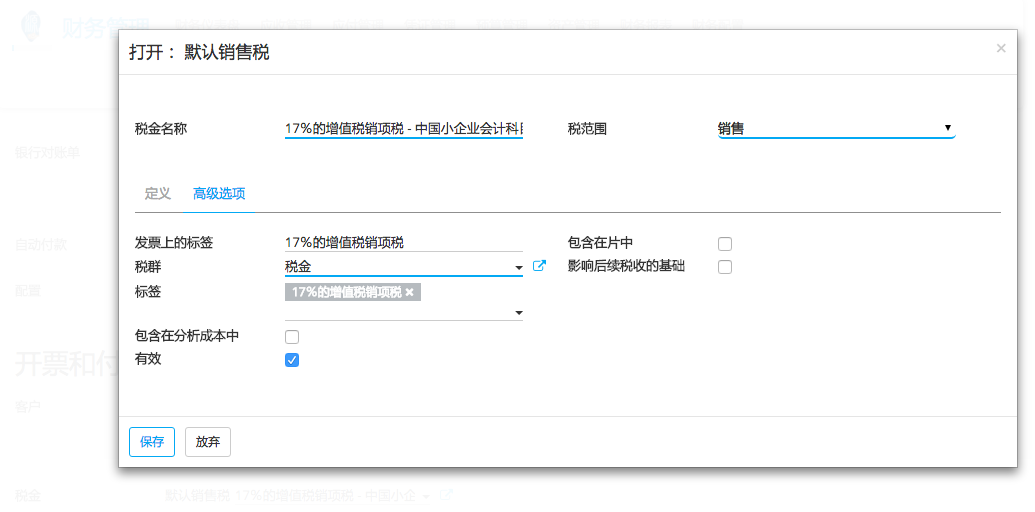 财务管理
打开： 默认销售税 ×
税金名称 17%的增值税销项税 - 中国小企业会计科目 税范围 销售
银行对账单
定义 高级选项
发票上的标签 17%的增值税销项税 包含在片中
自动付款
税群 税金 影响后续税收的基础
配置
标签 17%的增值税销项税 ×
包含在分析成本中
有效
开票和付
客户
保存 放弃
税金 默认销售税 17%的增值税销项税 - 中国小企